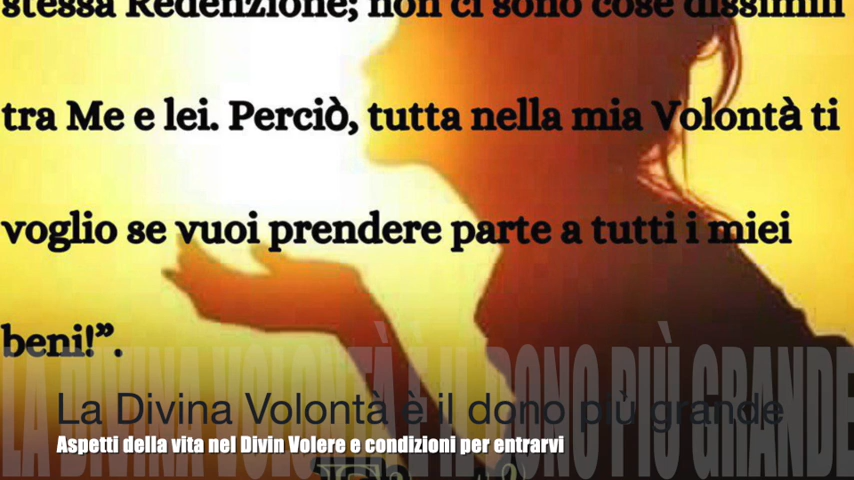 stessa Redenzione; non ci sono cose dissimili
tra Me e lei. Perciò, tutta nella mia Volontà ti
voglio se vuoi prendere parte a tutti i miei
beni!”.
LA DIVINA VOLONTÀ È IL DONO PIÙ GRANDE
La Divina Volontà è il dono più grande
Aspetti della vita nel Divin Volere e condizioni per entrarvi